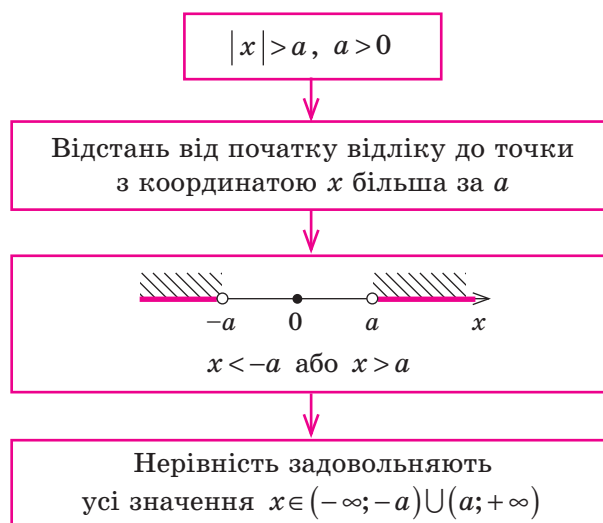 |x|>a, a>0
Відстань від початку відліку до точки
з координатою x більша за a
−a 0 a x
x<−a або x>a
Нерівність задовольняють
усі значення x∈(−∞;−a)∪(a;+∞)